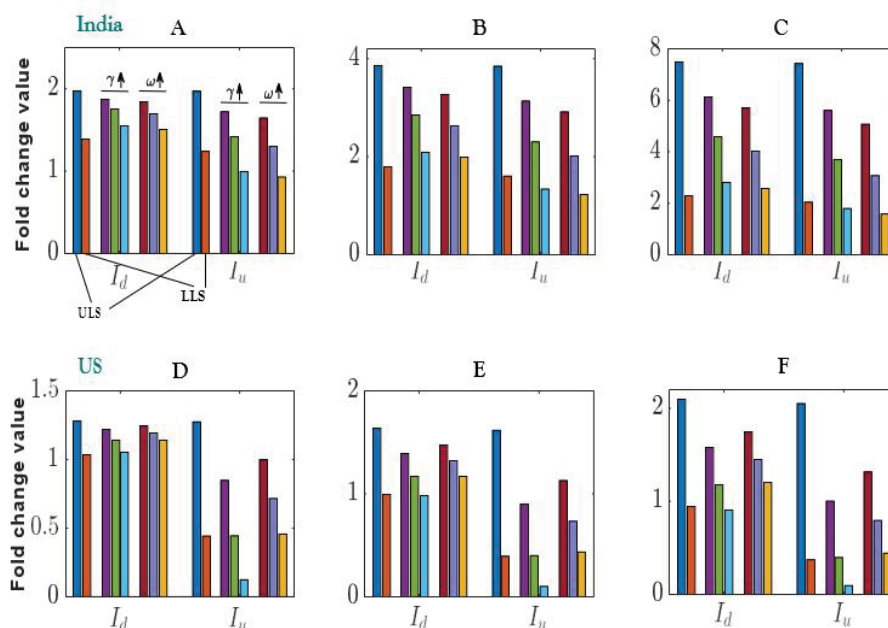 India
A
B
C
Fold change value
2
1
0
γ↑
ω↑
γ↑
ω↑
I_d
I_u
ULS
LLS
4
2
0
I_d
I_u
8
6
4
2
0
I_d
I_u
US
D
E
F
Fold change value
1.5
1
0.5
0
I_d
I_u
2
1
0
I_d
I_u
2
1
0
I_d
I_u